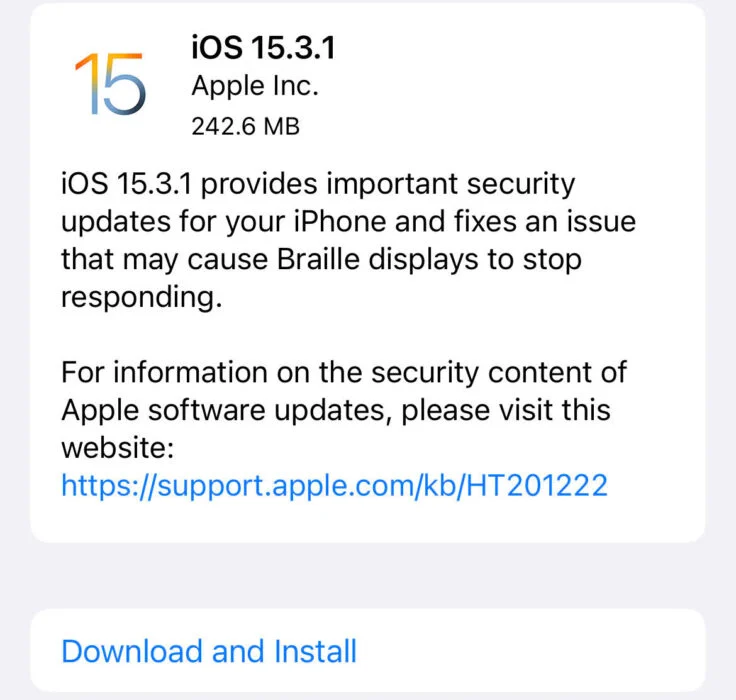 15
iOS 15.3.1
Apple Inc.
242.6 MB
iOS 15.3.1 provides important security
updates for your iPhone and fixes an issue
that may cause Braille displays to stop
responding.
For information on the security content of
Apple software updates, please visit this
website:
https://support.apple.com/kb/HT201222
Download and Install